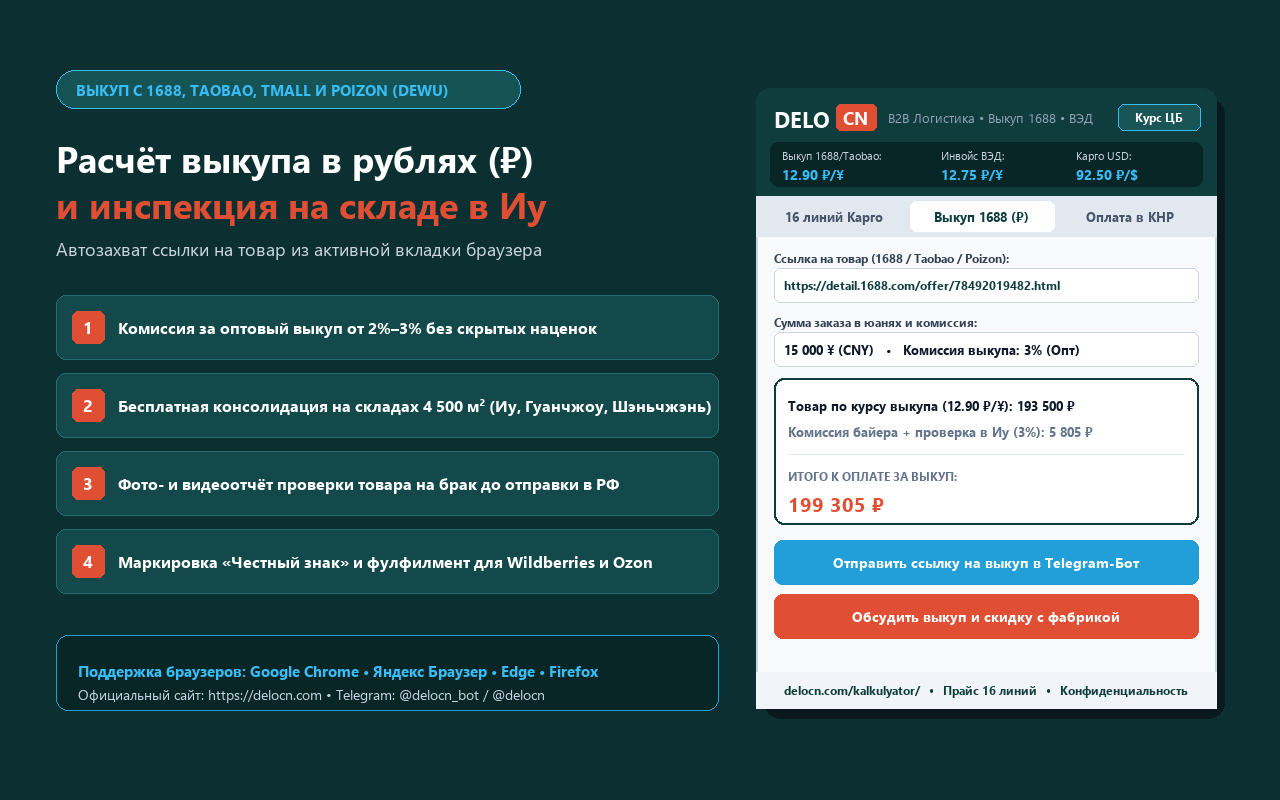 ВЫКУП С 1688, TAOBAO, TMALL И POIZON (DEWU)
Расчёт выкупа в рублях (₽)
и инспекция на складе в Иу
Автозахват ссылки на товар из активной вкладки браузера
1 Комиссия за оптовый выкуп от 2%–3% без скрытых наценок
2 Бесплатная консолидация на складах 4 500 м² (Иу, Гуанчжоу, Шэньчжэнь)
3 Фото- и видеоотчёт проверки товара на брак до отправки в РФ
4 Маркировка «Честный знак» и фулфилмент для Wildberries и Ozon
Поддержка браузеров: Google Chrome • Яндекс Браузер • Edge • Firefox
Официальный сайт: https://delocn.com • Telegram: @delocn_bot / @delocn
DELO CN B2B Логистика • Выкуп 1688 • ВЭД Курс ЦБ
Выкуп 1688/Taobao: Инвойс ВЭД: Карго USD:
12.90 ₽/¥ 12.75 ₽/¥ 92.50 ₽/$
16 линий Карго Выкуп 1688 (₽) Оплата в КНР
Ссылка на товар (1688 / Taobao / Poizon):
https://detail.1688.com/offer/78492019482.html
Сумма заказа в юанях и комиссия:
15 000 ¥ (CNY) • Комиссия выкупа: 3% (Опт)
Товар по курсу выкупа (12.90 ₽/¥): 193 500 ₽
Комиссия байера + проверка в Иу (3%): 5 805 ₽
ИТОГО К ОПЛАТЕ ЗА ВЫКУП:
199 305 ₽
Отправить ссылку на выкуп в Telegram-Бот
Обсудить выкуп и скидку с фабрикой
delocn.com/kalkulyator/ • Прайс 16 линий • Конфиденциальность